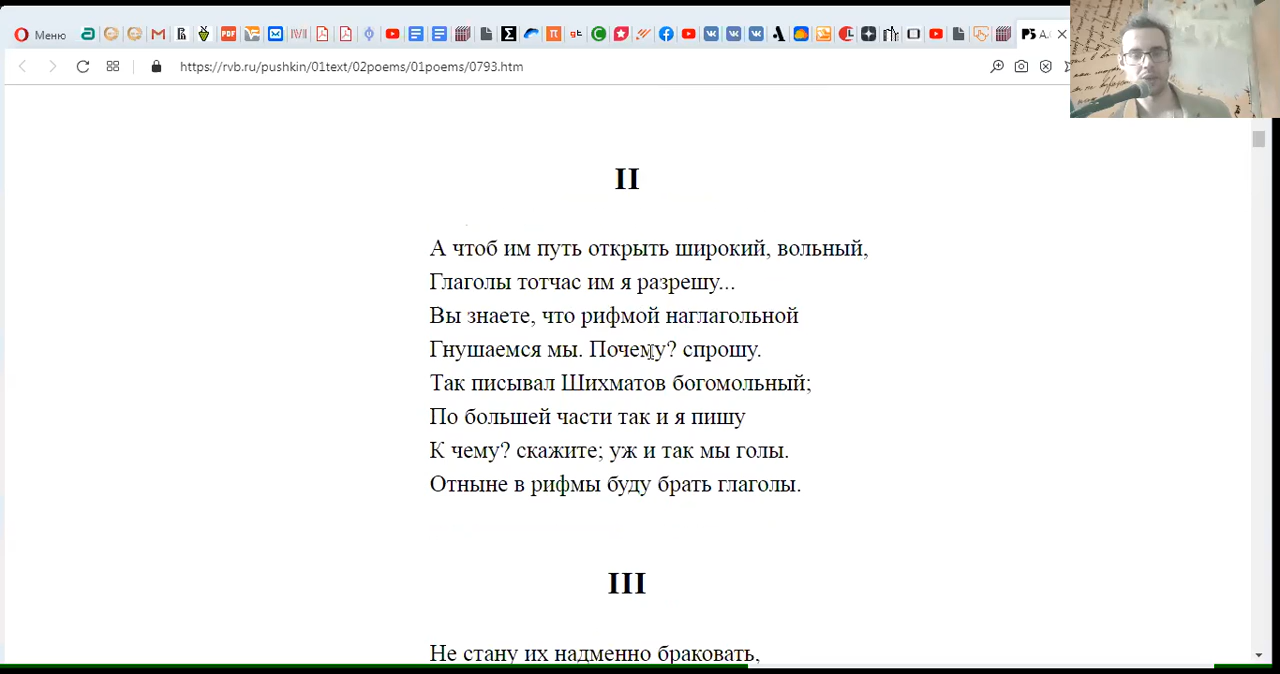 Меню
https://rvb.ru/pushkin/01text/02poems/01poems/0793.htm
II
А чтоб им путь открыть широкий, вольный,
Глаголы тотчас им я разрешу...
Вы знаете, что рифмой наглагольной
Гнушаемся мы. Почему? спрошу.
Так писывал Шихматов богомольный;
По большей части так и я пишу
К чему? скажите; уж и так мы голы.
Отныне в рифмы буду брать глаголы.
III
Не стану их надменно браковать,